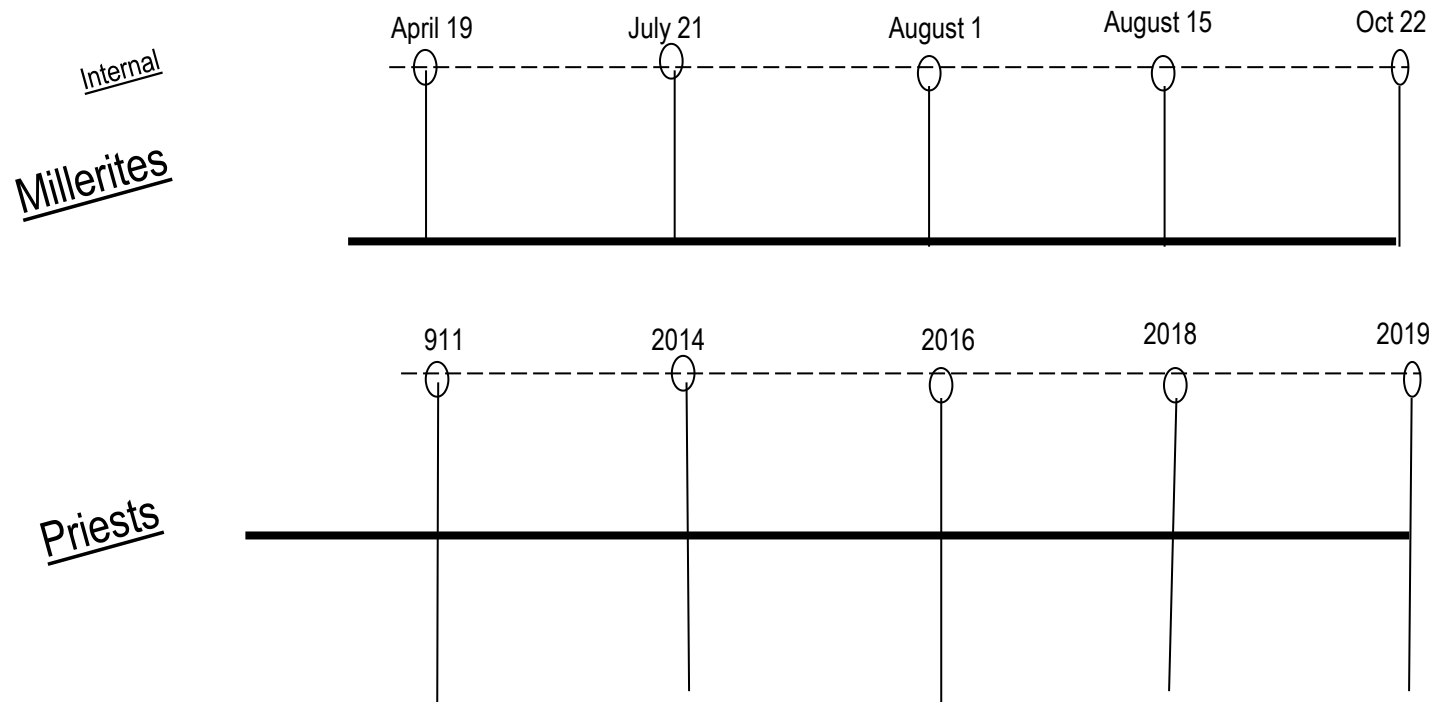 April 19
July 21
August 1
August 15
Oct 22
Internal
Millerites
911
2014
2016
2018
2019
Priests